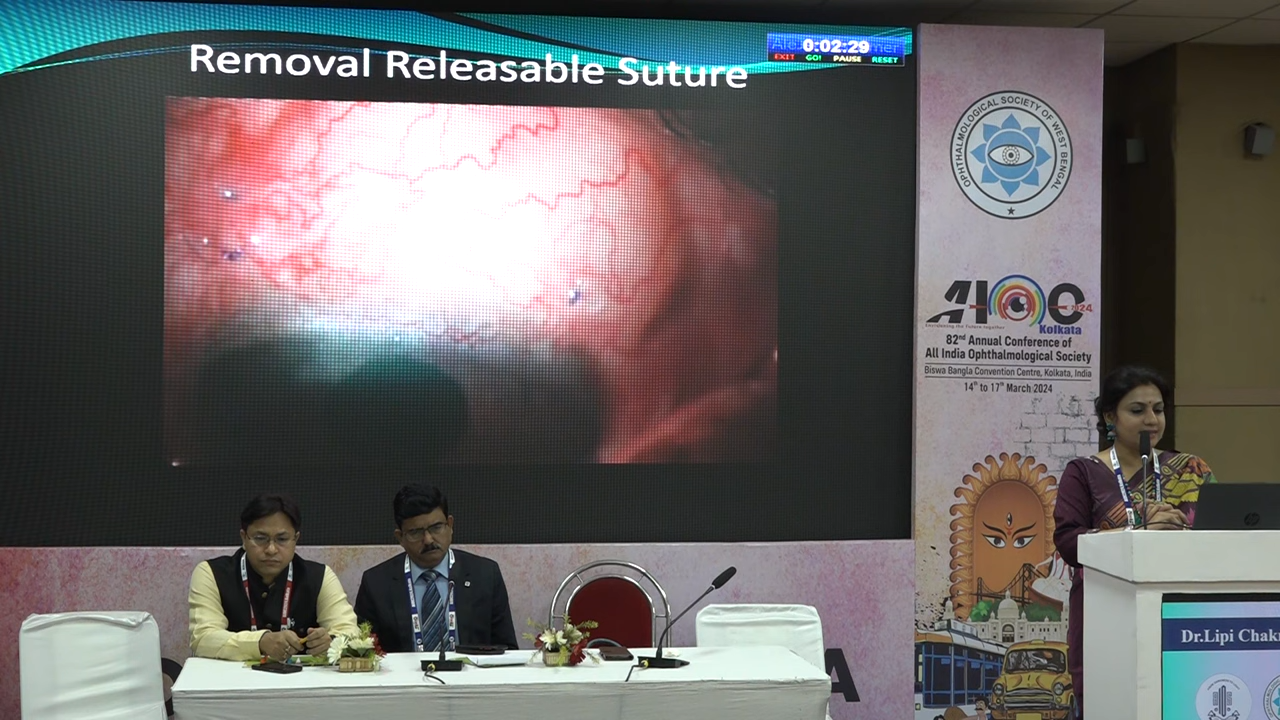 Removal Releasable Suture
0:02:29
EXIT GO! PAUSE RESET
OPHTHALMOLOGICAL SOCIETY OF WEST BENGAL
AIOC 2024
Kolkata
82nd Annual Conference of
All India Ophthalmological Society
Biswa Bangla Convention Centre, Kolkata, India
14th to 17th March 2024
hp
Dr.Lipi Chak
A